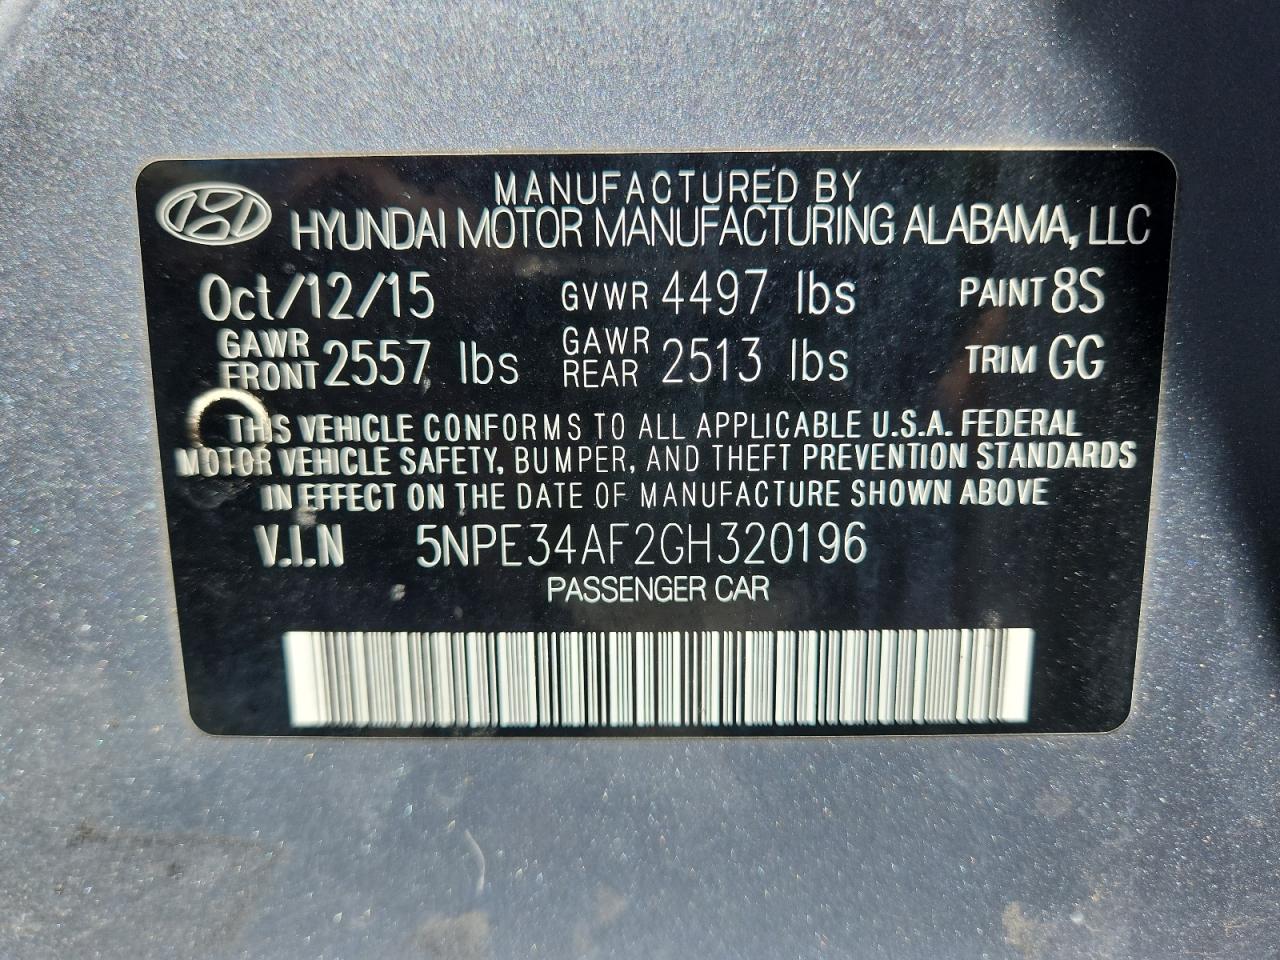 MANUFACTURED BY
HYUNDAI MOTOR MANUFACTURING ALABAMA, LLC
Oct/12/15 GVWR 4497 lbs PAINT 8S
GAWR FRONT 2557 lbs GAWR REAR 2513 lbs TRIM GG
THIS VEHICLE CONFORMS TO ALL APPLICABLE U.S.A. FEDERAL
MOTOR VEHICLE SAFETY, BUMPER, AND THEFT PREVENTION STANDARDS
IN EFFECT ON THE DATE OF MANUFACTURE SHOWN ABOVE
V.I.N 5NPE34AF2GH320196
PASSENGER CAR